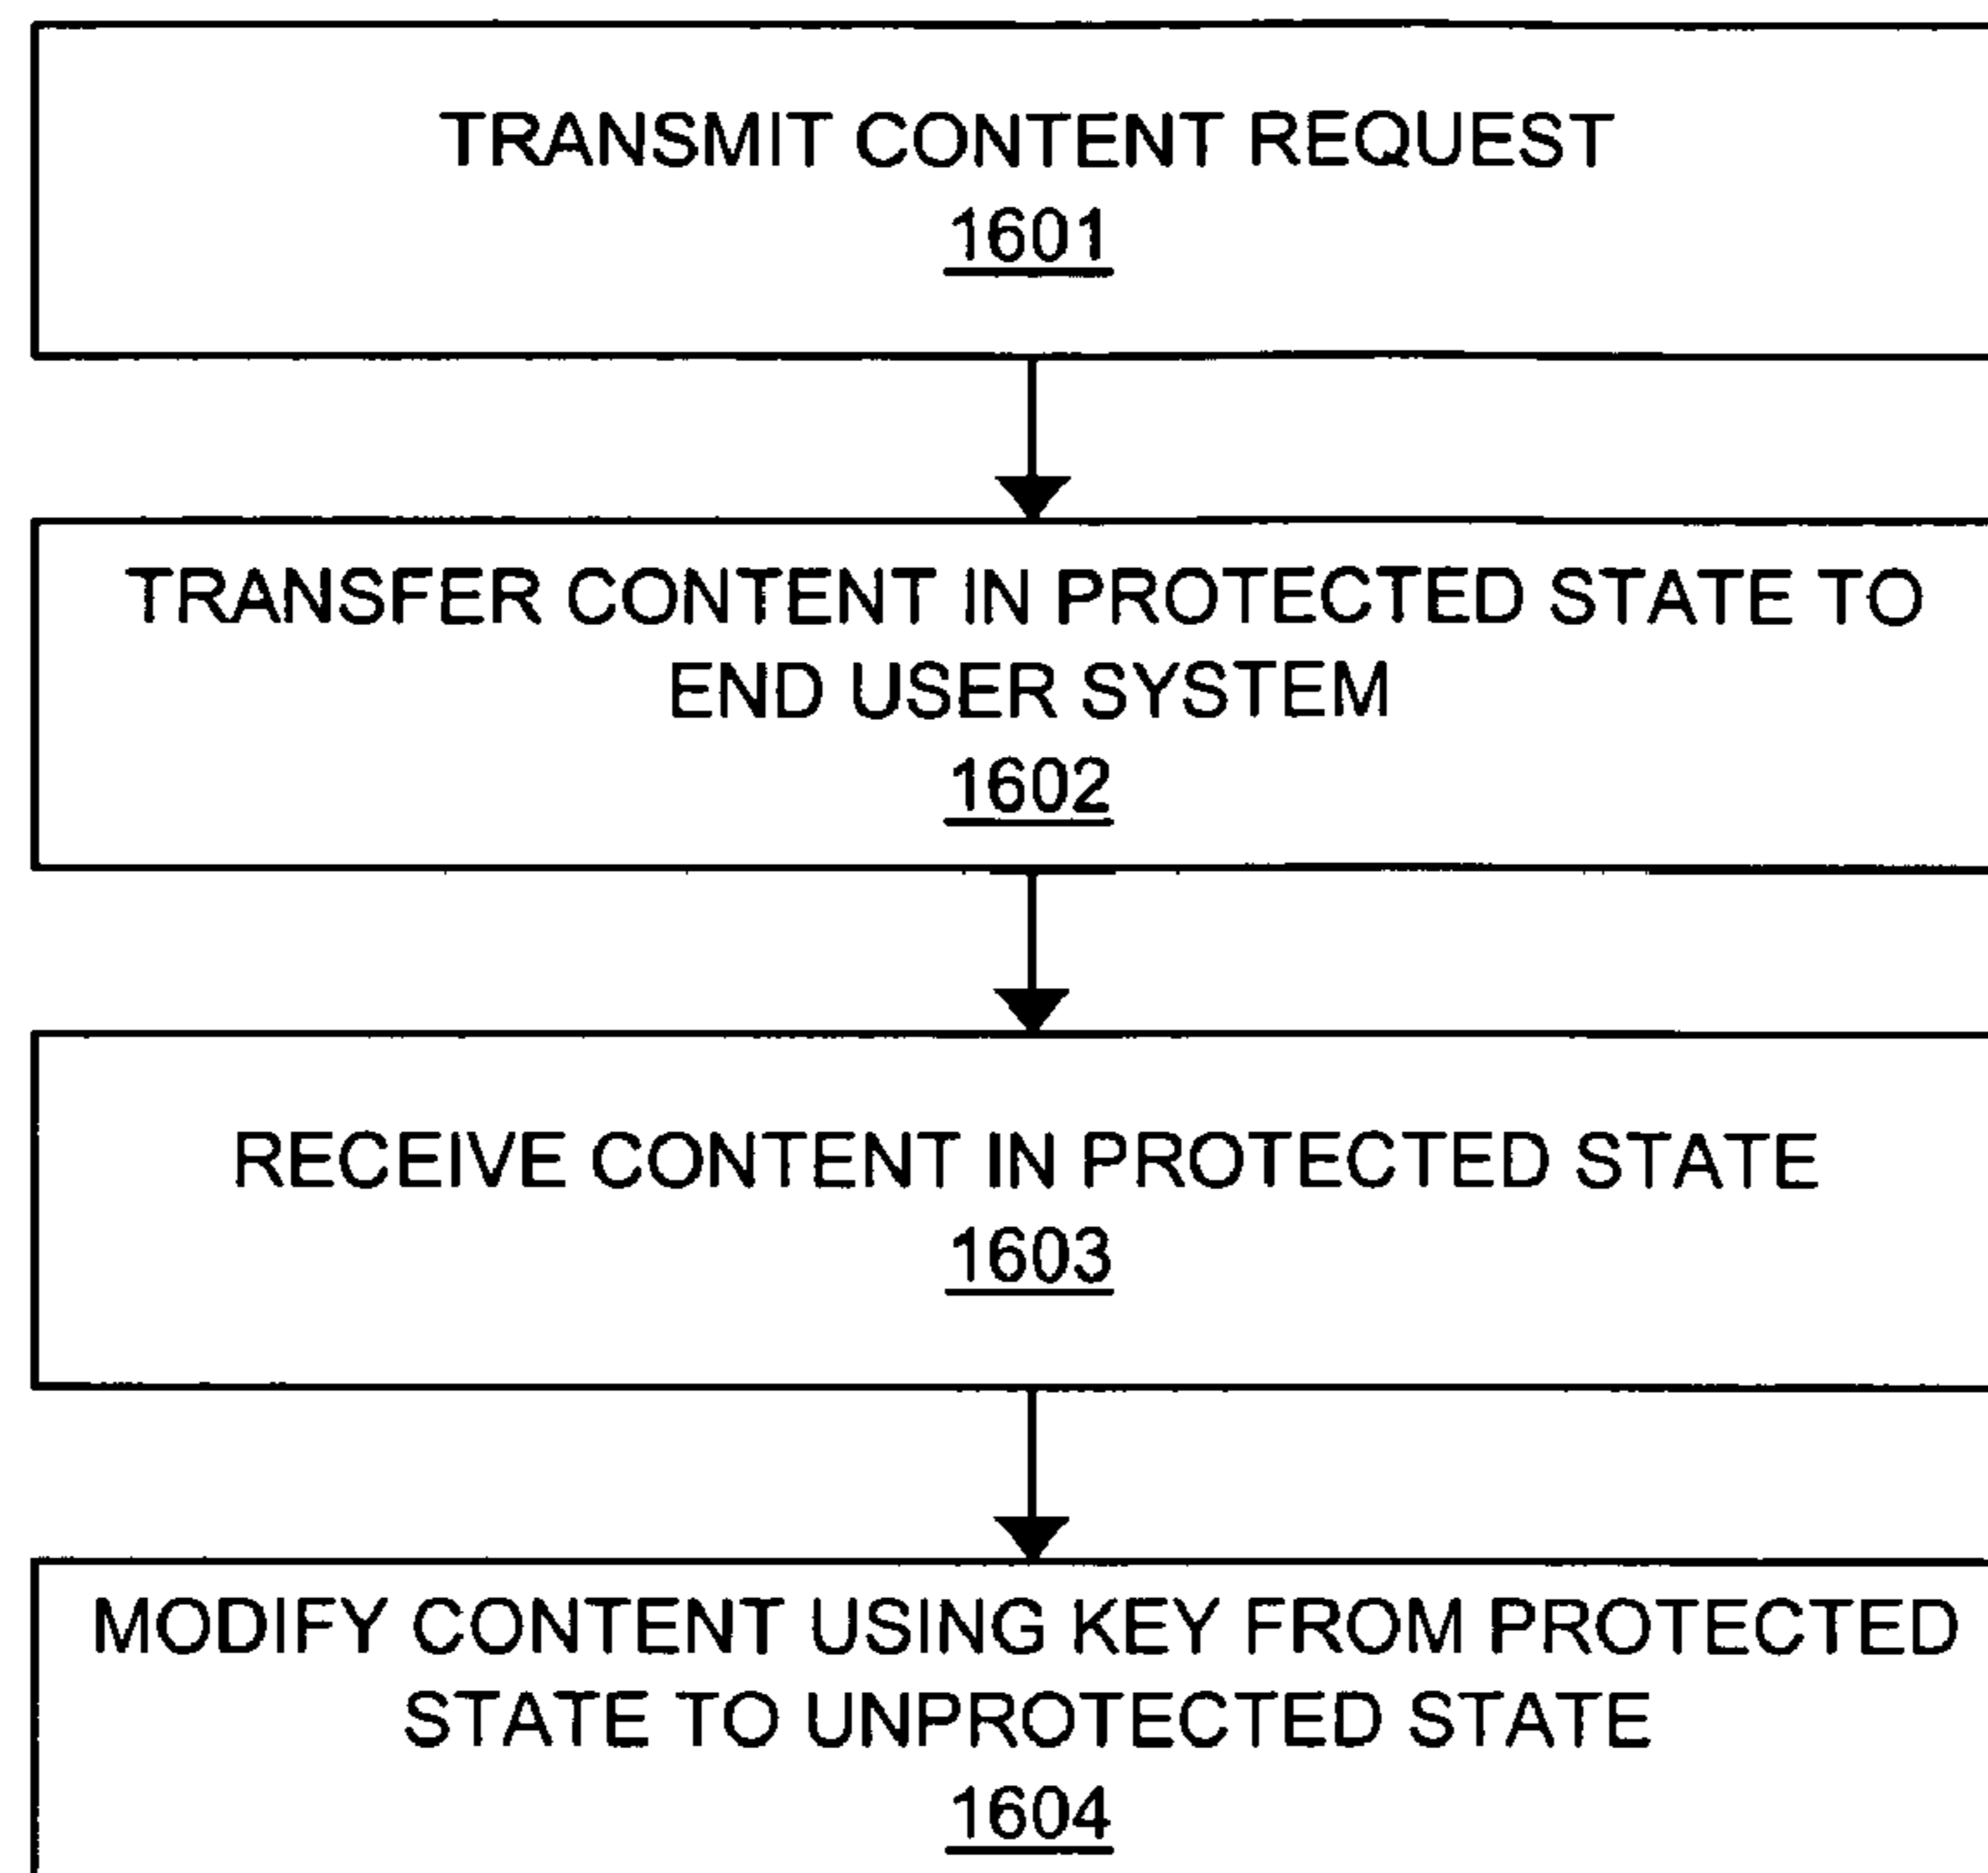 TRANSMIT CONTENT REQUEST
1601
TRANSFER CONTENT IN PROTECTED STATE TO
END USER SYSTEM
1602
RECEIVE CONTENT IN PROTECTED STATE
1603
MODIFY CONTENT USING KEY FROM PROTECTED
STATE TO UNPROTECTED STATE
1604